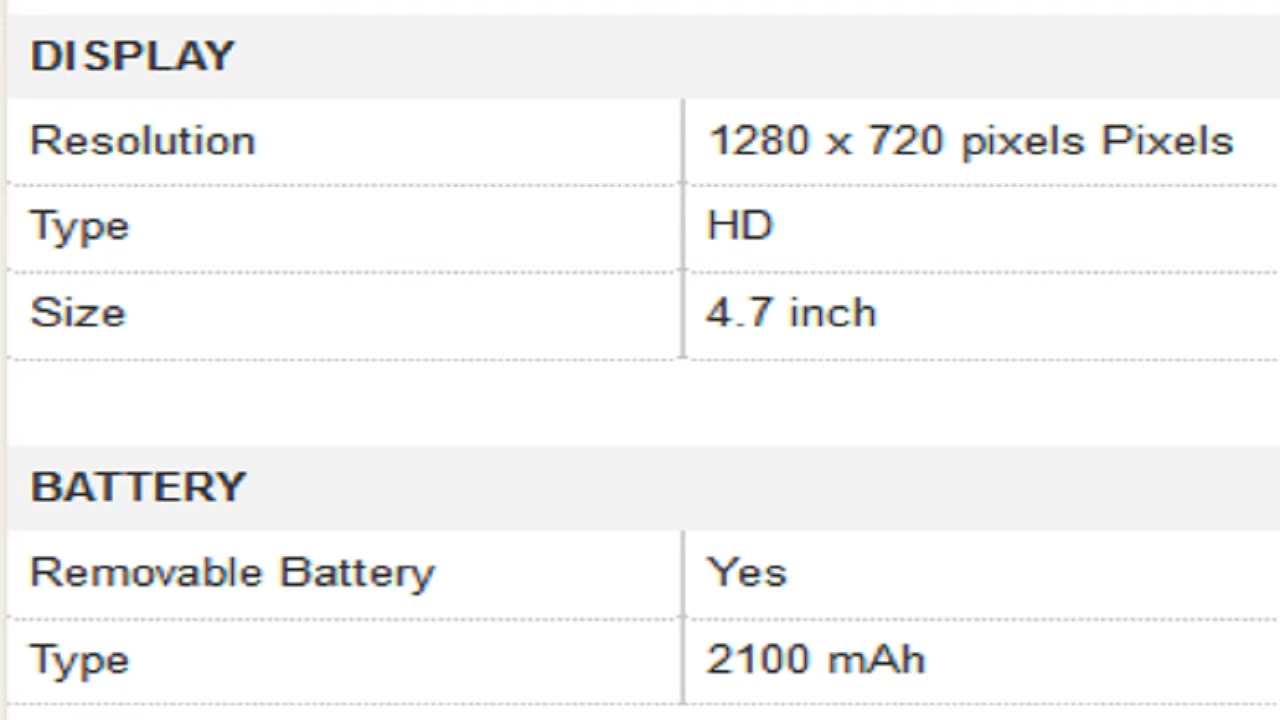 DISPLAY
Resolution 1280 x 720 pixels Pixels
Type HD
Size 4.7 inch
BATTERY
Removable Battery Yes
Type 2100 mAh